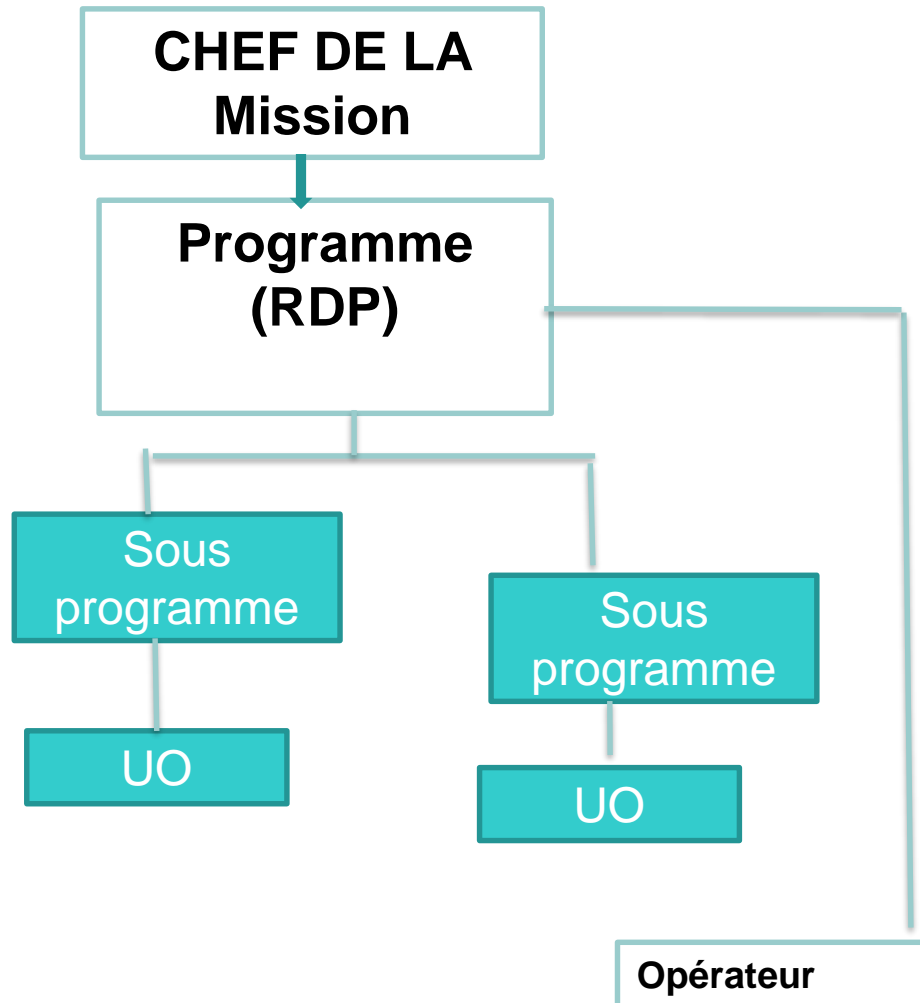 CHEF DE LA
Mission
Programme
(RDP)
Sous
programme
UO
Sous
programme
UO
Opérateur